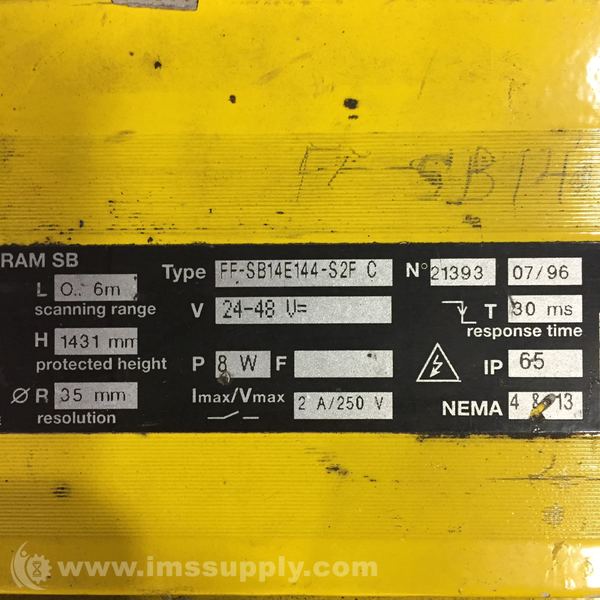 FF-SB14
RAM SB
Type FF-SB14E144-S2F C N° 21393 07/96
L 0.. 6m
scanning range
V 24-48 V=
T 30 ms
response time
H 1431 mm
protected height
P 8 W F
IP 65
Ø R 35 mm
resolution
Imax/Vmax 2 A/250 V
NEMA 4 & 13
www.imssupply.com